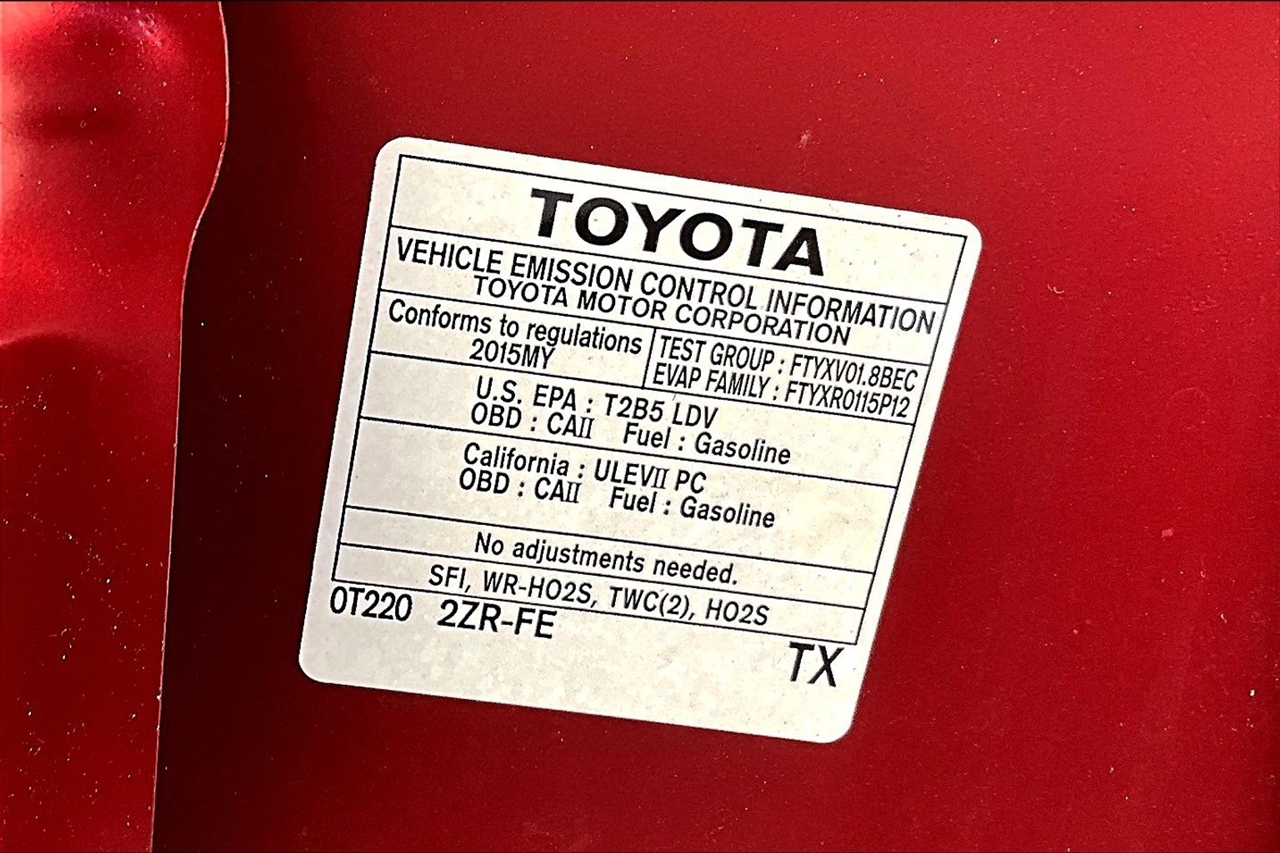 TOYOTA
VEHICLE EMISSION CONTROL INFORMATION
TOYOTA MOTOR CORPORATION
Conforms to regulations
2015MY
TEST GROUP : FTYXV01.8BEC
EVAP FAMILY : FTYXR0115P12
U.S. EPA : T2B5 LDV
OBD : CAII Fuel : Gasoline
California : ULEVII PC
OBD : CAII Fuel : Gasoline
No adjustments needed.
SFI, WR-HO2S, TWC(2), HO2S
0T220 2ZR-FE
TX